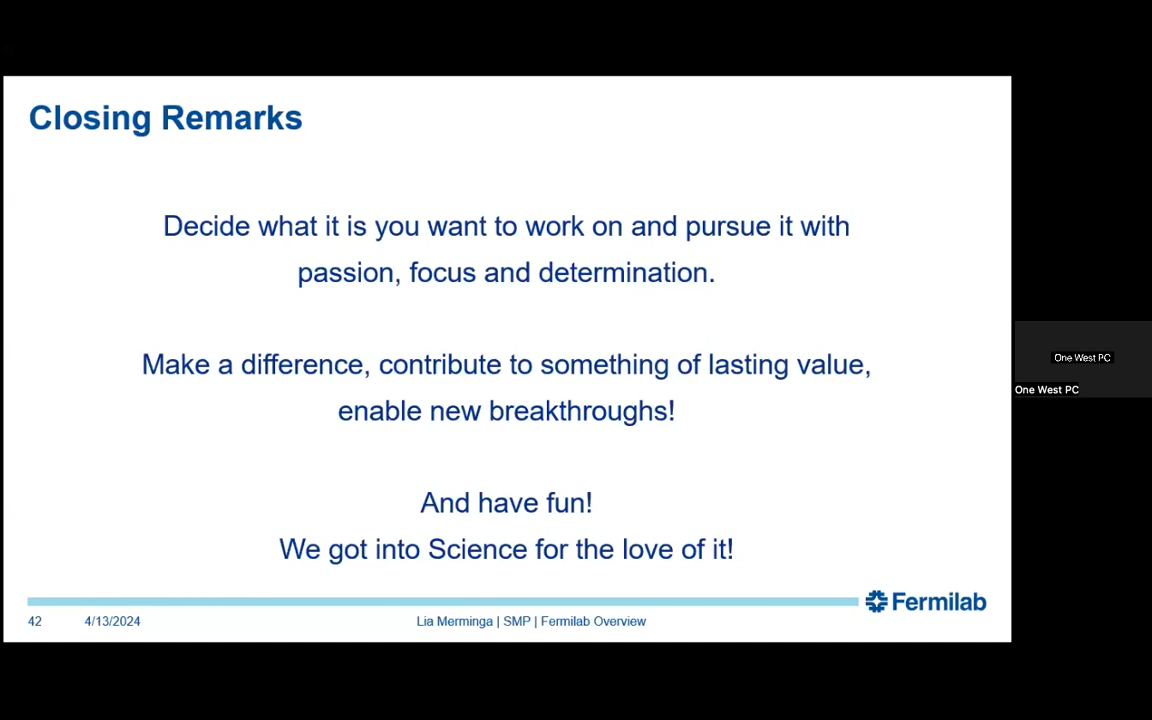 Closing Remarks
Decide what it is you want to work on and pursue it with
passion, focus and determination.
Make a difference, contribute to something of lasting value,
enable new breakthroughs!
And have fun!
We got into Science for the love of it!
Fermilab
42 4/13/2024 Lia Merminga | SMP | Fermilab Overview
One West PC
One West PC